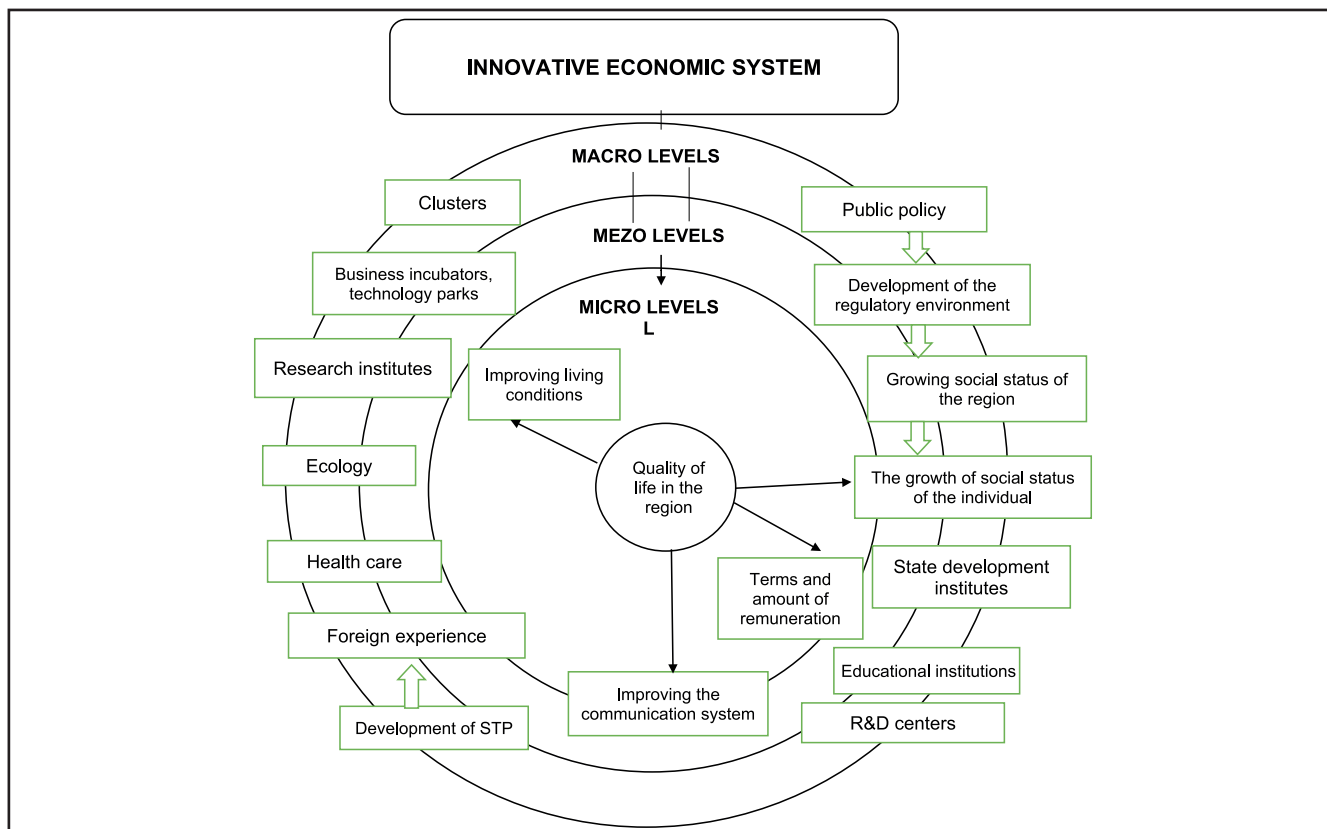 INNOVATIVE ECONOMIC SYSTEM
MACRO LEVELS
Clusters
Public policy
MEZO LEVELS
Business incubators,
technology parks
Development of the
regulatory environment
MICRO LEVELS
L
Research institutes
Improving living
conditions
Growing social status of
the region
Ecology
Quality of
life in the
region
The growth of social status
of the individual
Health care
Terms and
amount of
remuneration
State development
institutes
Foreign experience
Educational institutions
Improving the
communication system
Development of STP
R&D centers